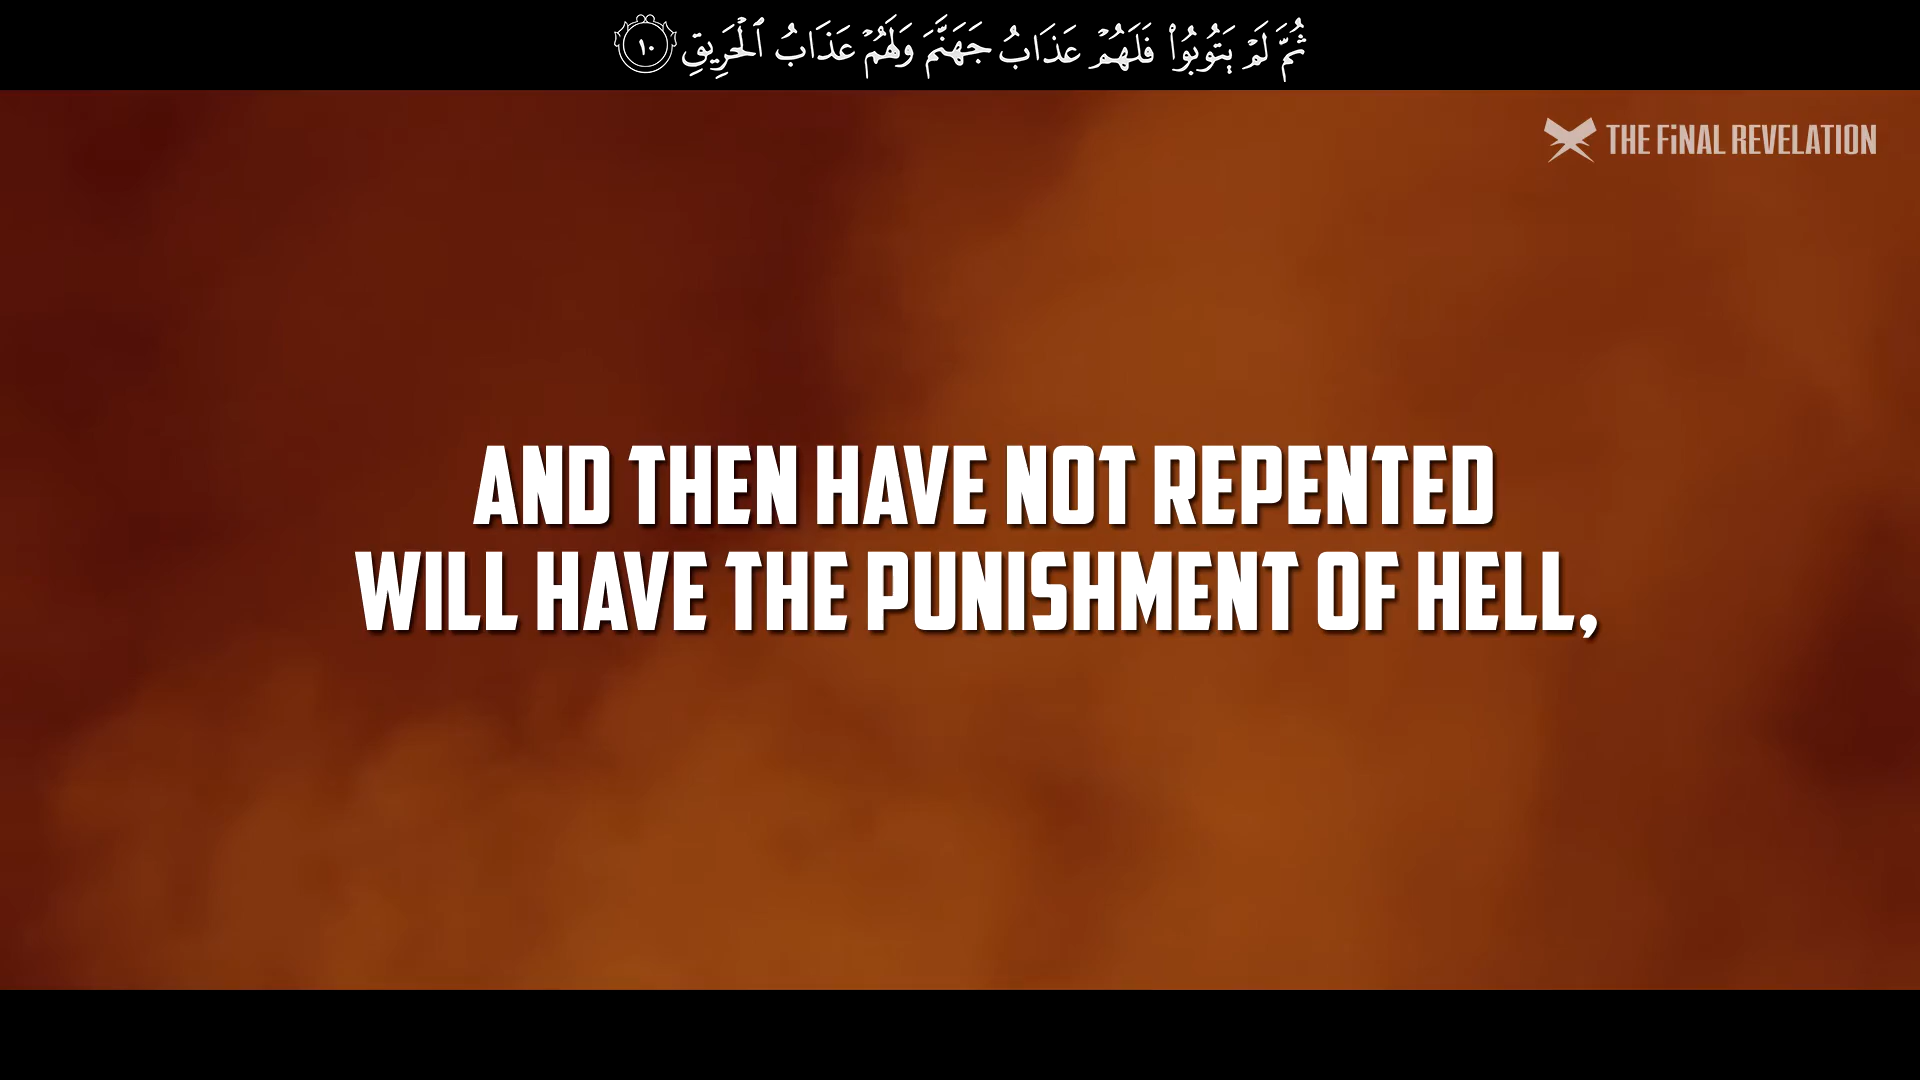 ثُمَّ لَمْ يَتُوبُوا۟ فَلَهُمْ عَذَابُ جَهَنَّمَ وَلَهُمْ عَذَابُ ٱلْحَرِيقِ ١٠
THE FiNAL REVELATION
AND THEN HAVE NOT REPENTED
WILL HAVE THE PUNISHMENT OF HELL,